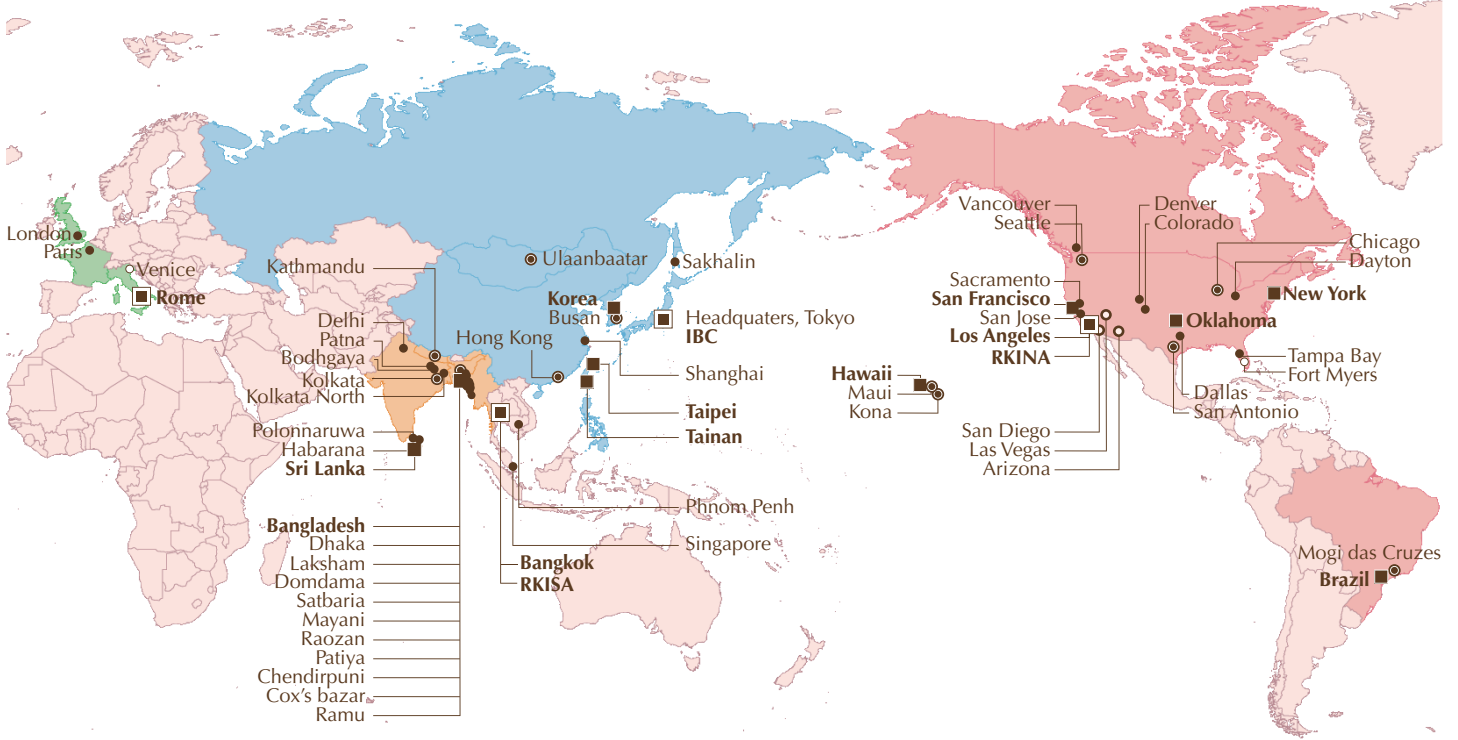 London
Paris
Venice
Rome
Kathmandu
Delhi
Patna
Bodhgaya
Kolkata
Kolkata North
Polonnaruwa
Habarana
Sri Lanka
Bangladesh
Dhaka
Laksham
Domdama
Satbaria
Mayani
Raozan
Patiya
Chendirpuni
Cox's bazar
Ramu
Ulaanbaatar
Sakhalin
Korea
Busan
Headquaters, Tokyo
IBC
Hong Kong
Shanghai
Taipei
Tainan
Phnom Penh
Singapore
Bangkok
RKISA
Vancouver
Seattle
Sacramento
San Francisco
San Jose
Los Angeles
RKINA
Hawaii
Maui
Kona
San Diego
Las Vegas
Arizona
Denver
Colorado
Chicago
Dayton
New York
Oklahoma
Tampa Bay
Fort Myers
Dallas
San Antonio
Mogi das Cruzes
Brazil